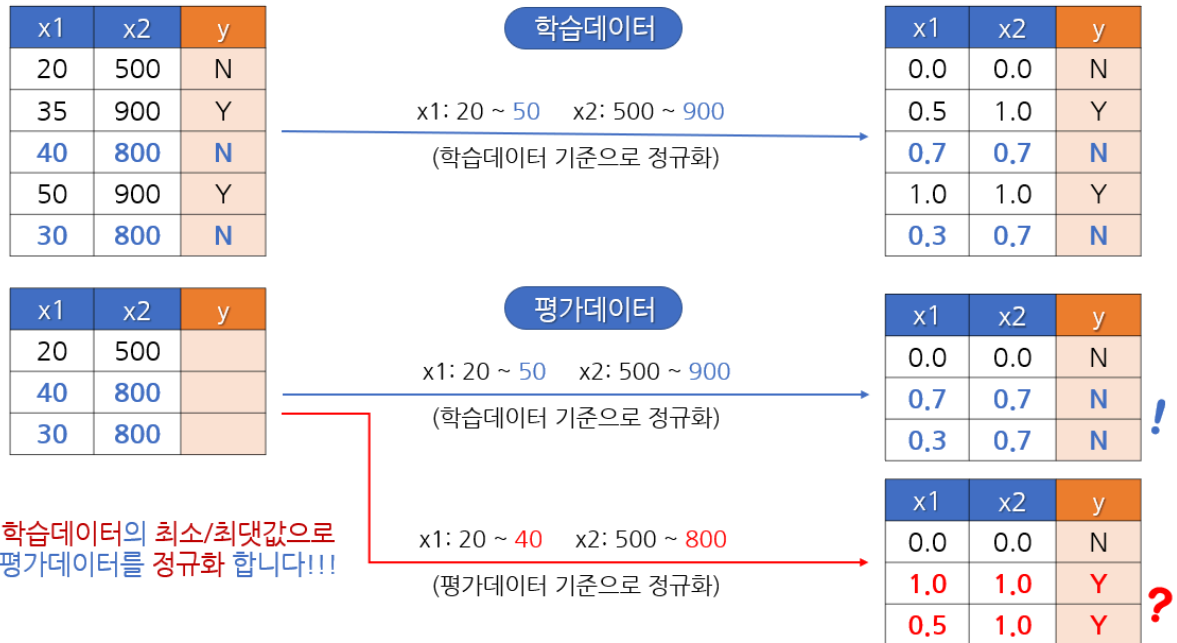 x1 x2 y
20 500 N
35 900 Y
40 800 N
50 900 Y
30 800 N
학습데이터
x1: 20 ~ 50 x2: 500 ~ 900
(학습데이터 기준으로 정규화)
x1 x2 y
0.0 0.0 N
0.5 1.0 Y
0.7 0.7 N
1.0 1.0 Y
0.3 0.7 N
x1 x2 y
20 500
40 800
30 800
평가데이터
x1: 20 ~ 50 x2: 500 ~ 900
(학습데이터 기준으로 정규화)
x1 x2 y
0.0 0.0 N
0.7 0.7 N
0.3 0.7 N
!
학습데이터의 최소/최댓값으로
평가데이터를 정규화 합니다!!!
x1: 20 ~ 40 x2: 500 ~ 800
(평가데이터 기준으로 정규화)
x1 x2 y
0.0 0.0 N
1.0 1.0 Y
0.5 1.0 Y
?